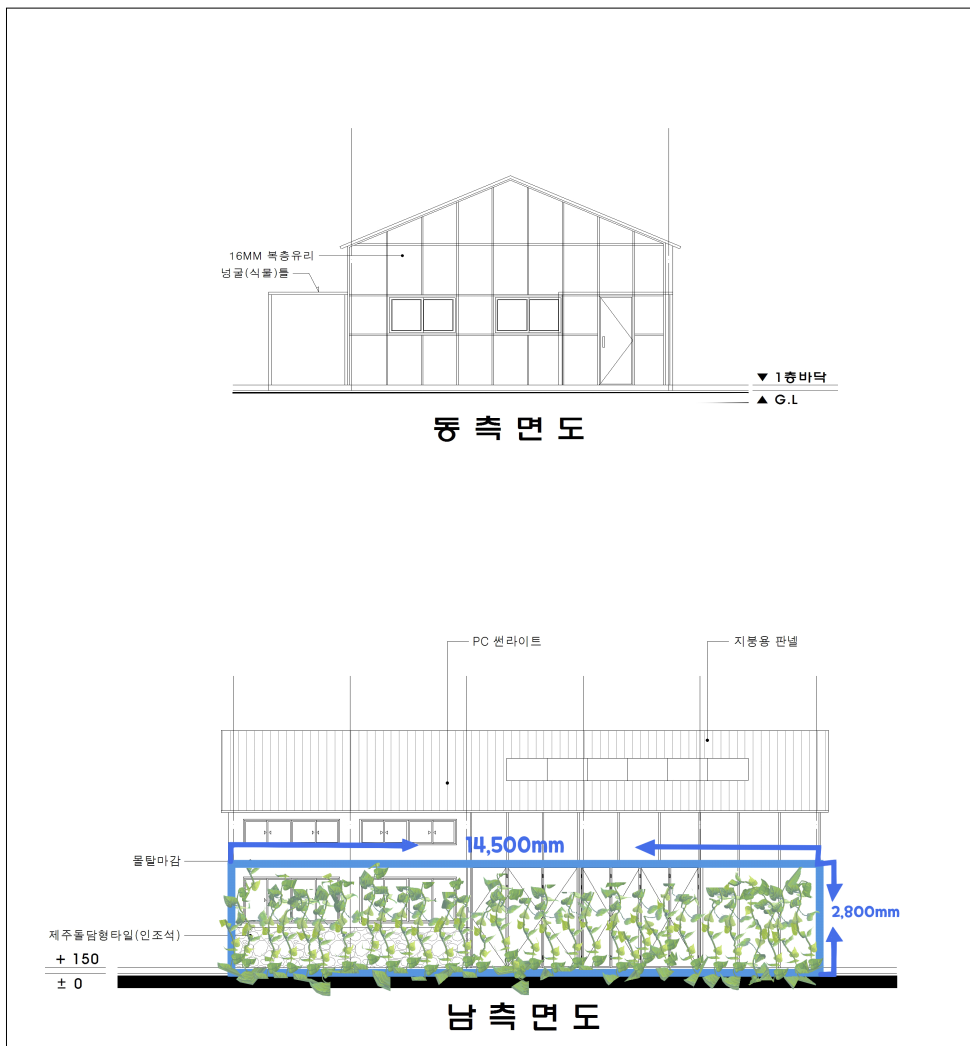 16MM 복층유리
넝굴(식물)틀
▼ 1층바닥
▲ G.L
동 측 면 도
PC 썬라이트
지붕용 판넬
14,500mm
몰탈마감
2,800mm
제주돌담형타일(인조석)
+ 150
± 0
남 측 면 도